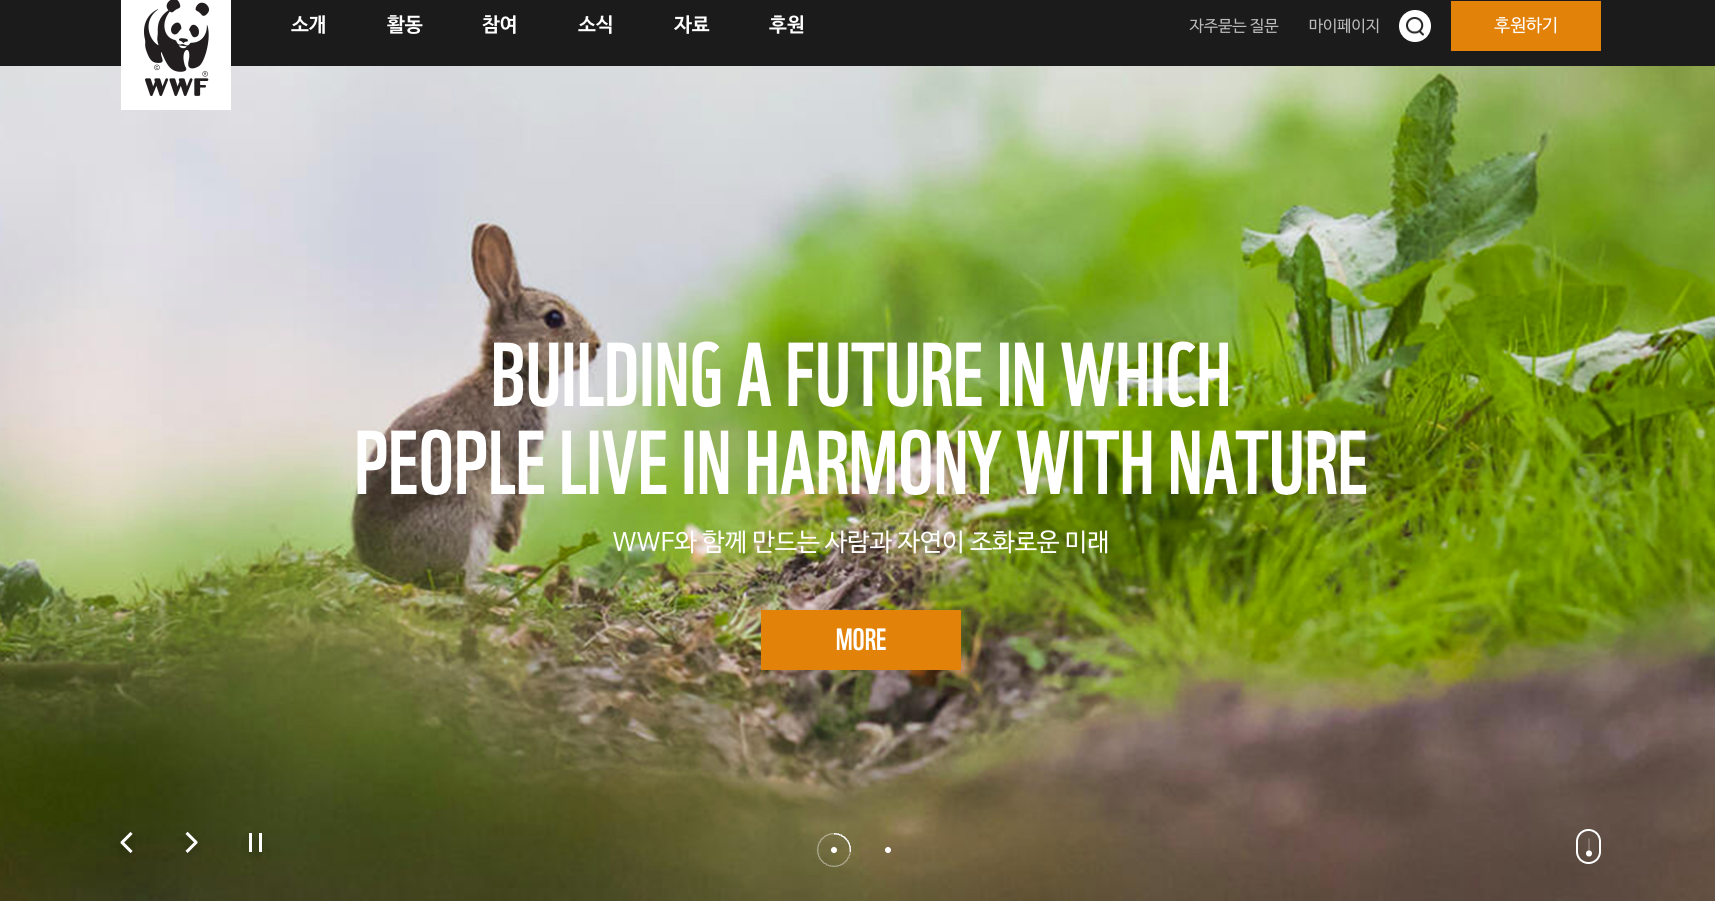 소개 활동 참여 소식 자료 후원 자주묻는 질문 마이페이지 후원하기
© ®
WWF
BUILDING A FUTURE IN WHICH
PEOPLE LIVE IN HARMONY WITH NATURE
WWF와 함께 만드는 사람과 자연이 조화로운 미래
MORE